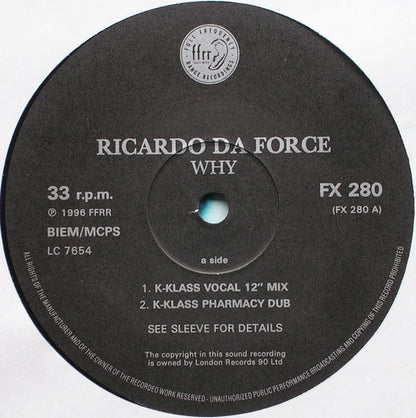 FULL FREQUENCY
ffrr
RANGE RECORDINGS
RICARDO DA FORCE
WHY
33 r.p.m.
℗ 1996 FFRR
BIEM/MCPS
LC 7654
FX 280
(FX 280 A)
a side
1. K-KLASS VOCAL 12" MIX
2. K-KLASS PHARMACY DUB
SEE SLEEVE FOR DETAILS
The copyright in this sound recording
is owned by London Records 90 Ltd
ALL RIGHTS OF THE MANUFACTURER AND OF THE OWNER OF THE RECORDED WORK RESERVED - UNAUTHORIZED PUBLIC PERFORMANCE BROADCASTING AND COPYING OF THIS RECORD PROHIBITED